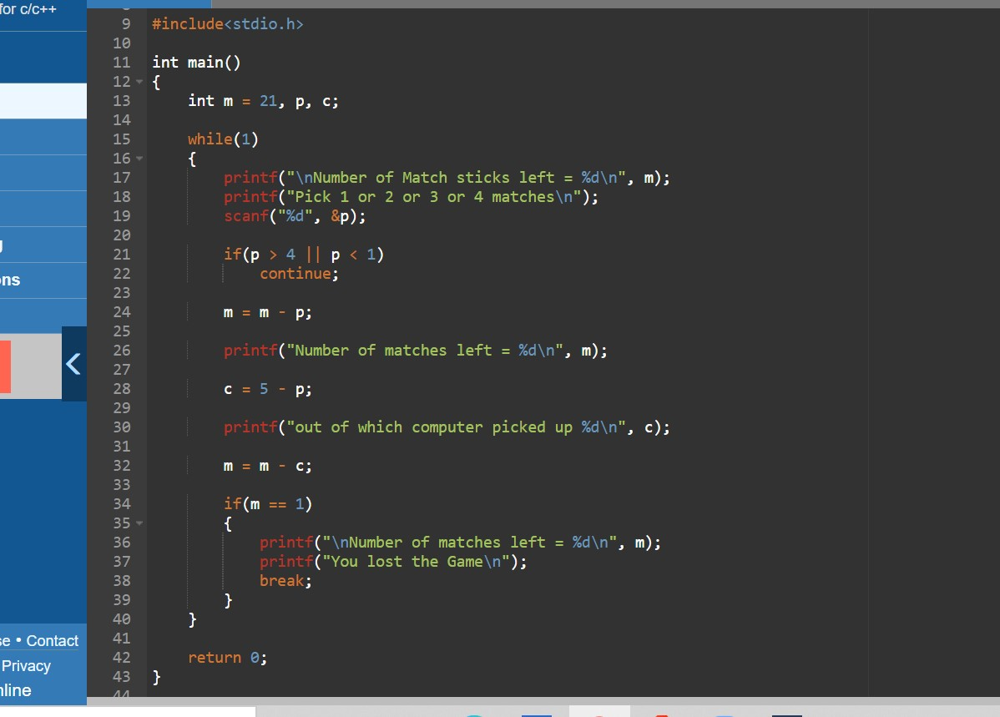 for c/c++
9 #include<stdio.h>
10
11 int main()
12 {
13 int m = 21, p, c;
14
15 while(1)
16 {
17 printf("\nNumber of Match sticks left = %d\n", m);
18 printf("Pick 1 or 2 or 3 or 4 matches\n");
19 scanf("%d", &p);
20
21 if(p > 4 || p < 1)
22 continue;
23
24 m = m - p;
25
26 printf("Number of matches left = %d\n", m);
27
28 c = 5 - p;
29
30 printf("out of which computer picked up %d\n", c);
31
32 m = m - c;
33
34 if(m == 1)
35 {
36 printf("\nNumber of matches left = %d\n", m);
37 printf("You lost the Game\n");
38 break;
39 }
40 }
41
42 return 0;
43 }
44
ons
se • Contact
Privacy
nline